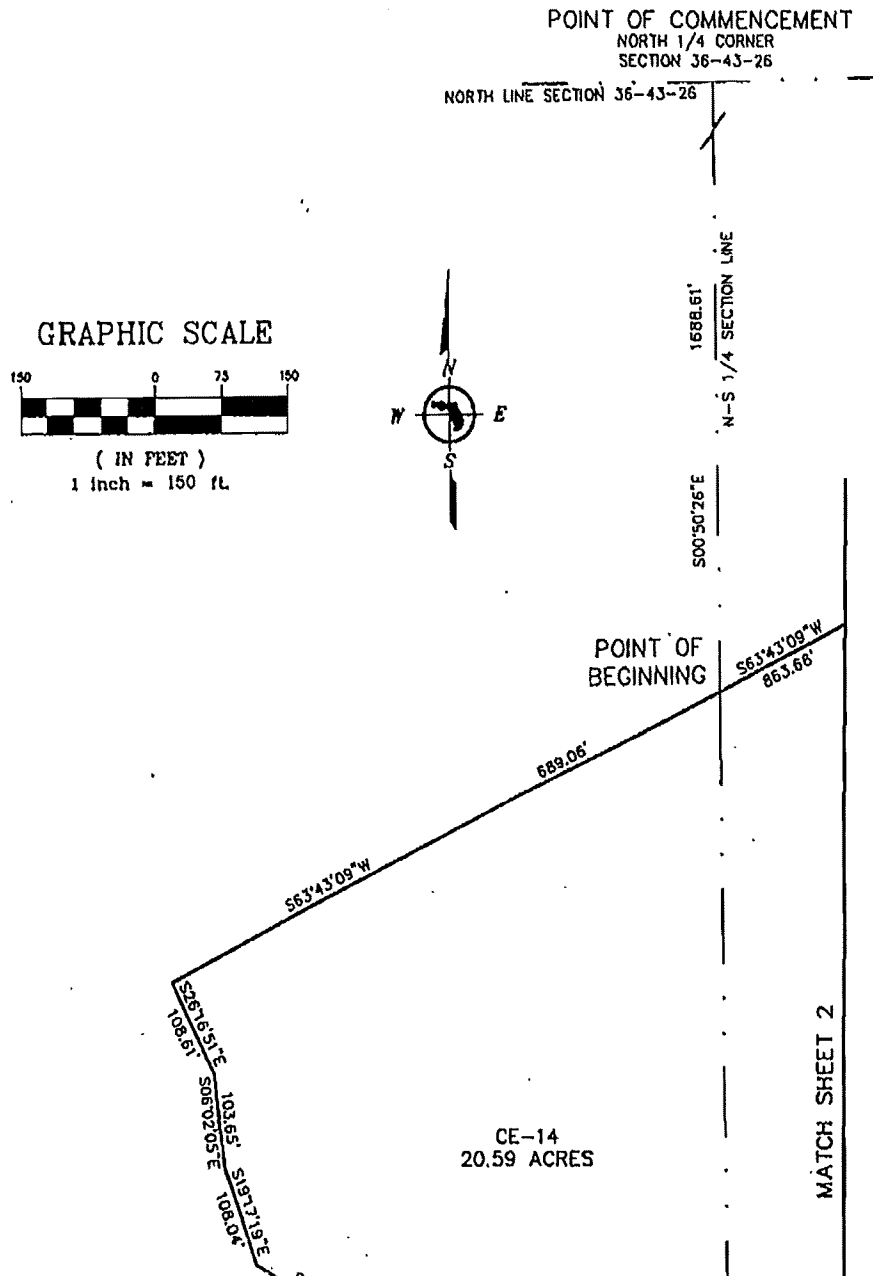 POINT OF COMMENCEMENT
NORTH 1/4 CORNER
SECTION 36-43-26
NORTH LINE SECTION 36-43-26
1688.61'
N-S 1/4 SECTION LINE
S00°50'26"E
GRAPHIC SCALE
150 0 75 150
( IN FEET )
1 inch = 150 ft.
N
W E
S
POINT OF
BEGINNING
S63°43'09"W
863.66'
689.06'
S63°43'09"W
S26°16'51"E
108.61'
S06°02'05"E
103.65'
S19°17'19"E
108.04'
CE-14
20.59 ACRES
MATCH SHEET 2